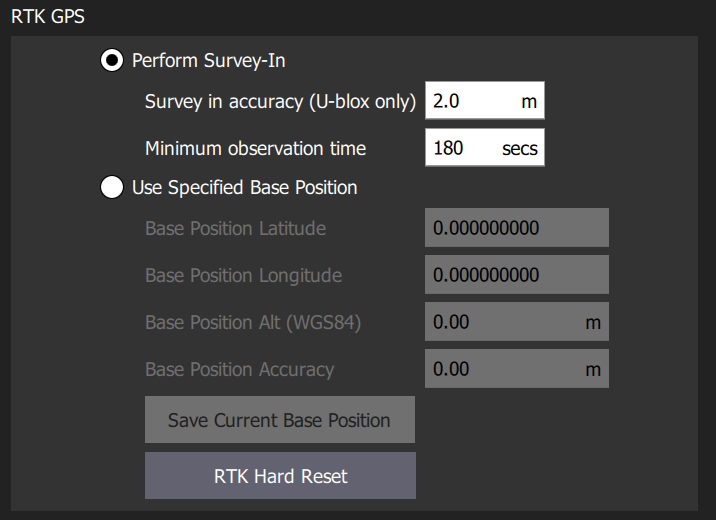 RTK GPS
Perform Survey-In
Survey in accuracy (U-blox only) 2.0 m
Minimum observation time 180 secs
Use Specified Base Position
Base Position Latitude 0.000000000
Base Position Longitude 0.000000000
Base Position Alt (WGS84) 0.00 m
Base Position Accuracy 0.00 m
Save Current Base Position
RTK Hard Reset